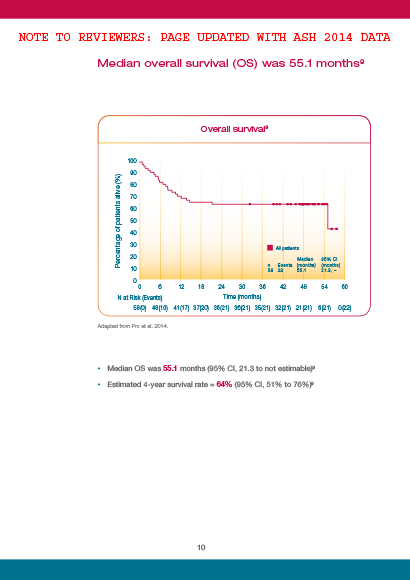 NOTE TO REVIEWERS: PAGE UPDATED WITH ASH 2014 DATA
Median overall survival (OS) was 55.1 months⁹
Overall survival⁹
Percentage of patients alive (%)
100
90
80
70
60
50
40
30
20
10
0
All patients
n Events Median (months) 95% CI (months)
58 22 55.1 21.3, –
0 6 12 18 24 30 36 42 48 54 60
N at Risk (Events) Time (months)
58(0) 48(10) 41(17) 37(20) 36(21) 36(21) 35(21) 32(21) 21(21) 6(21) 0(22)
Adapted from Pro et al. 2014.
• Median OS was 55.1 months (95% CI, 21.3 to not estimable)⁹
• Estimated 4-year survival rate = 64% (95% CI, 51% to 76%)⁹
10